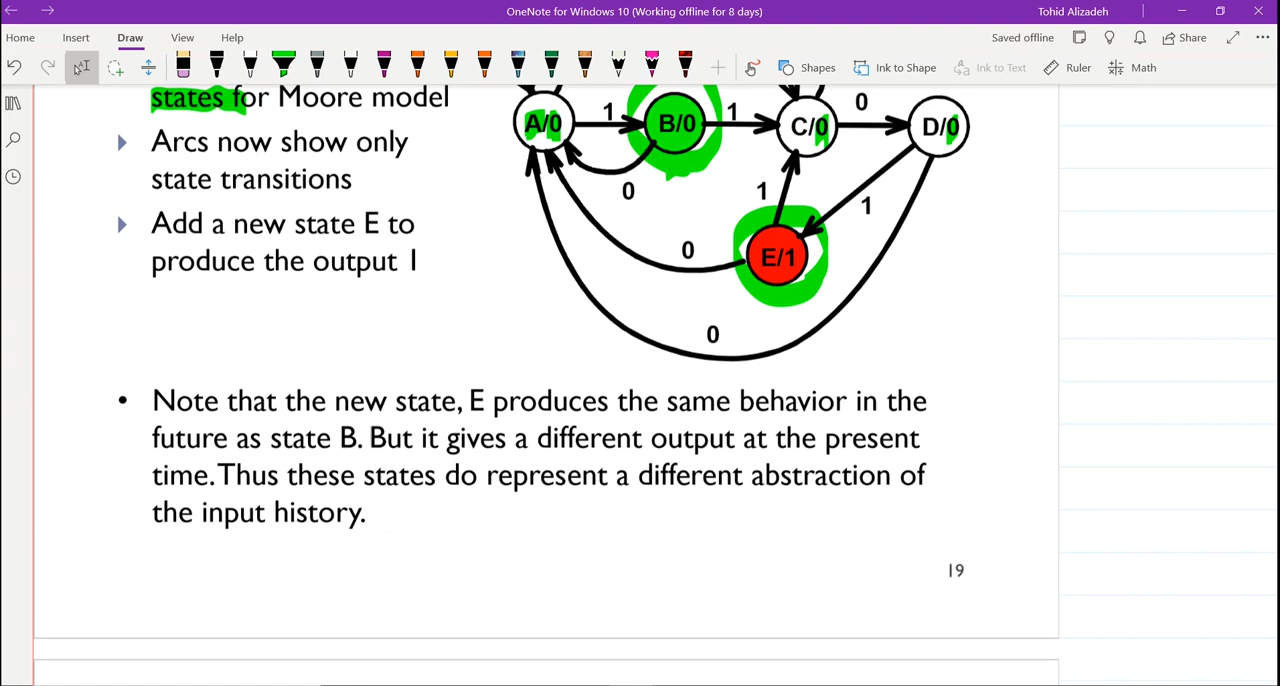 OneNote for Windows 10 (Working offline for 8 days)
Tohid Alizadeh
Home Insert Draw View Help
Saved offline
Share
Shapes
Ink to Shape
Ink to Text
Ruler
Math
states for Moore model
Arcs now show only
state transitions
Add a new state E to
produce the output 1
A/0
1
B/0
1
C/0
0
D/0
0
1
1
0
E/1
0
• Note that the new state, E produces the same behavior in the
future as state B. But it gives a different output at the present
time. Thus these states do represent a different abstraction of
the input history.
19